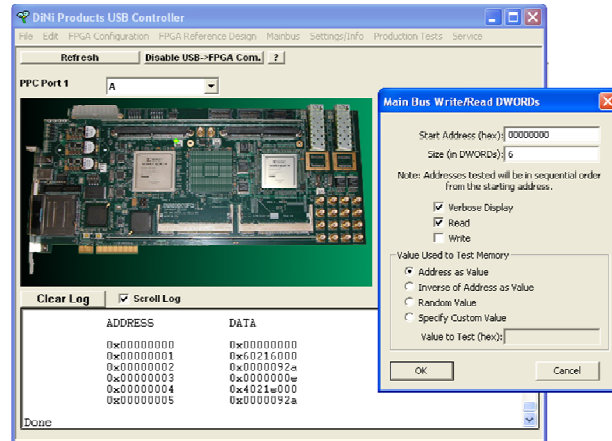 DiNi Products USB Controller
File Edit FPGA Configuration FPGA Reference Design Mainbus Settings/Info Production Tests Service
Refresh Disable USB->FPGA Com. ?
PPC Port 1 A
Clear Log Scroll Log
ADDRESS DATA
0x00000000 0x00000000
0x00000001 0x60216000
0x00000002 0x0000092a
0x00000003 0x0000000e
0x00000004 0x4021e000
0x00000005 0x0000092a
Done
Main Bus Write/Read DWORDs
Start Address (hex): 00000000
Size (in DWORDs): 6
Note: Addresses tested will be in sequential order
from the starting address.
Verbose Display
Read
Write
Value Used to Test Memory
Address as Value
Inverse of Address as Value
Random Value
Specify Custom Value
Value to Test (hex):
OK Cancel